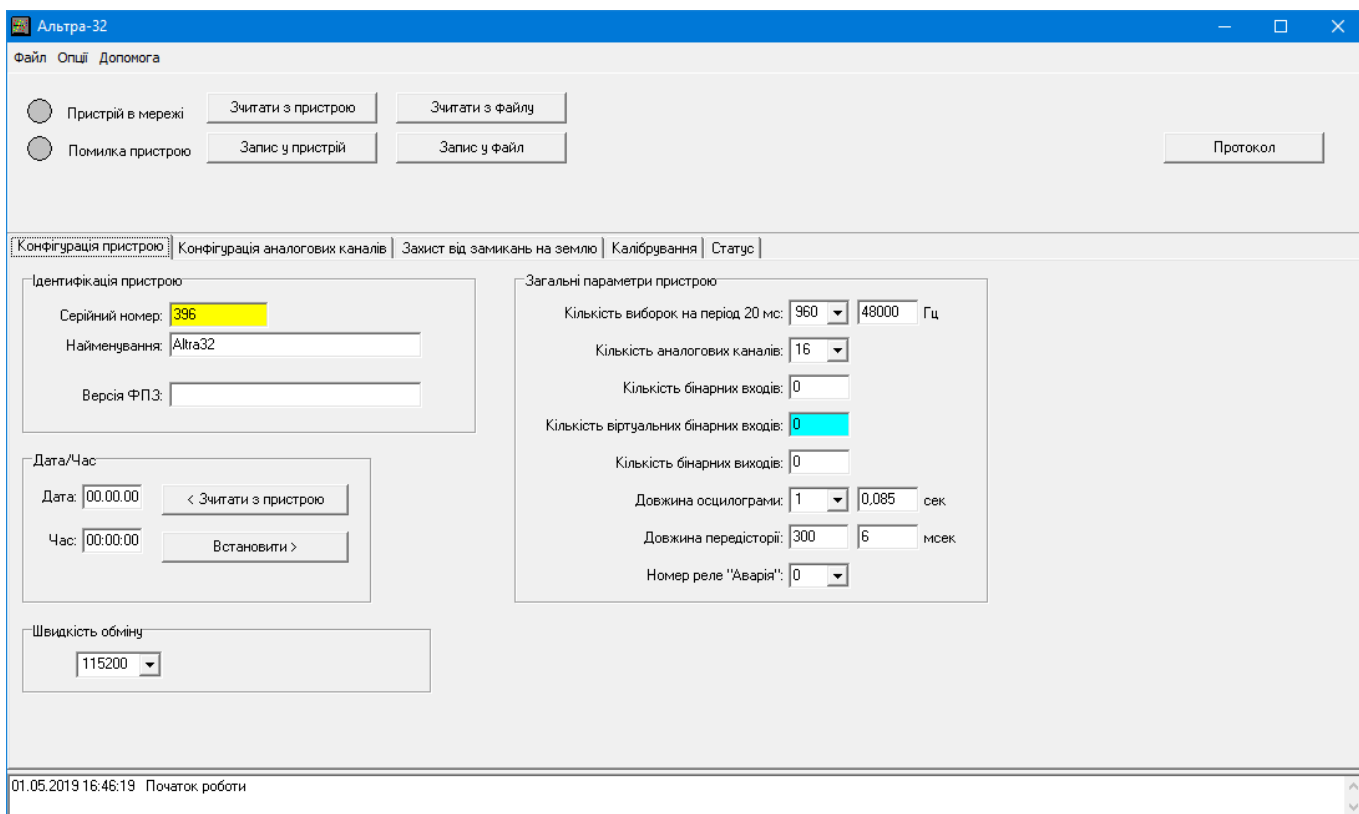 Альтра-32
Файл Опції Допомога
Пристрій в мережі
Зчитати з пристрою
Зчитати з файлу
Помилка пристрою
Запис у пристрій
Запис у файл
Протокол
Конфігурація пристрою
Конфігурація аналогових каналів
Захист від замикань на землю
Калібрування
Статус
Ідентифікація пристрою
Серійний номер: 396
Найменування: Altra32
Версія ФПЗ:
Дата/Час
Дата: 00.00.00
< Зчитати з пристрою
Час: 00:00:00
Встановити >
Швидкість обміну
115200
Загальні параметри пристрою
Кількість виборок на період 20 мс: 960 48000 Гц
Кількість аналогових каналів: 16
Кількість бінарних входів: 0
Кількість віртуальних бінарних входів: 0
Кількість бінарних виходів: 0
Довжина осцилограми: 1 0,085 сек
Довжина передісторії: 300 6 мсек
Номер реле "Аварія": 0
01.05.2019 16:46:19 Початок роботи